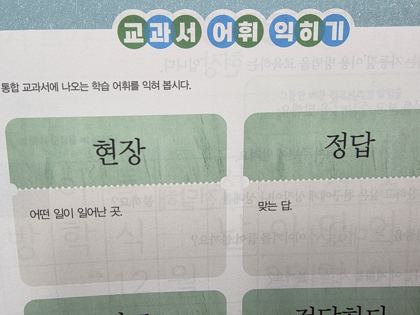 교과서 어휘 익히기
통합 교과서에 나오는 학습 어휘를 익혀 봅시다.
현장
정답
어떤 일이 일어난 곳.
맞는 답.